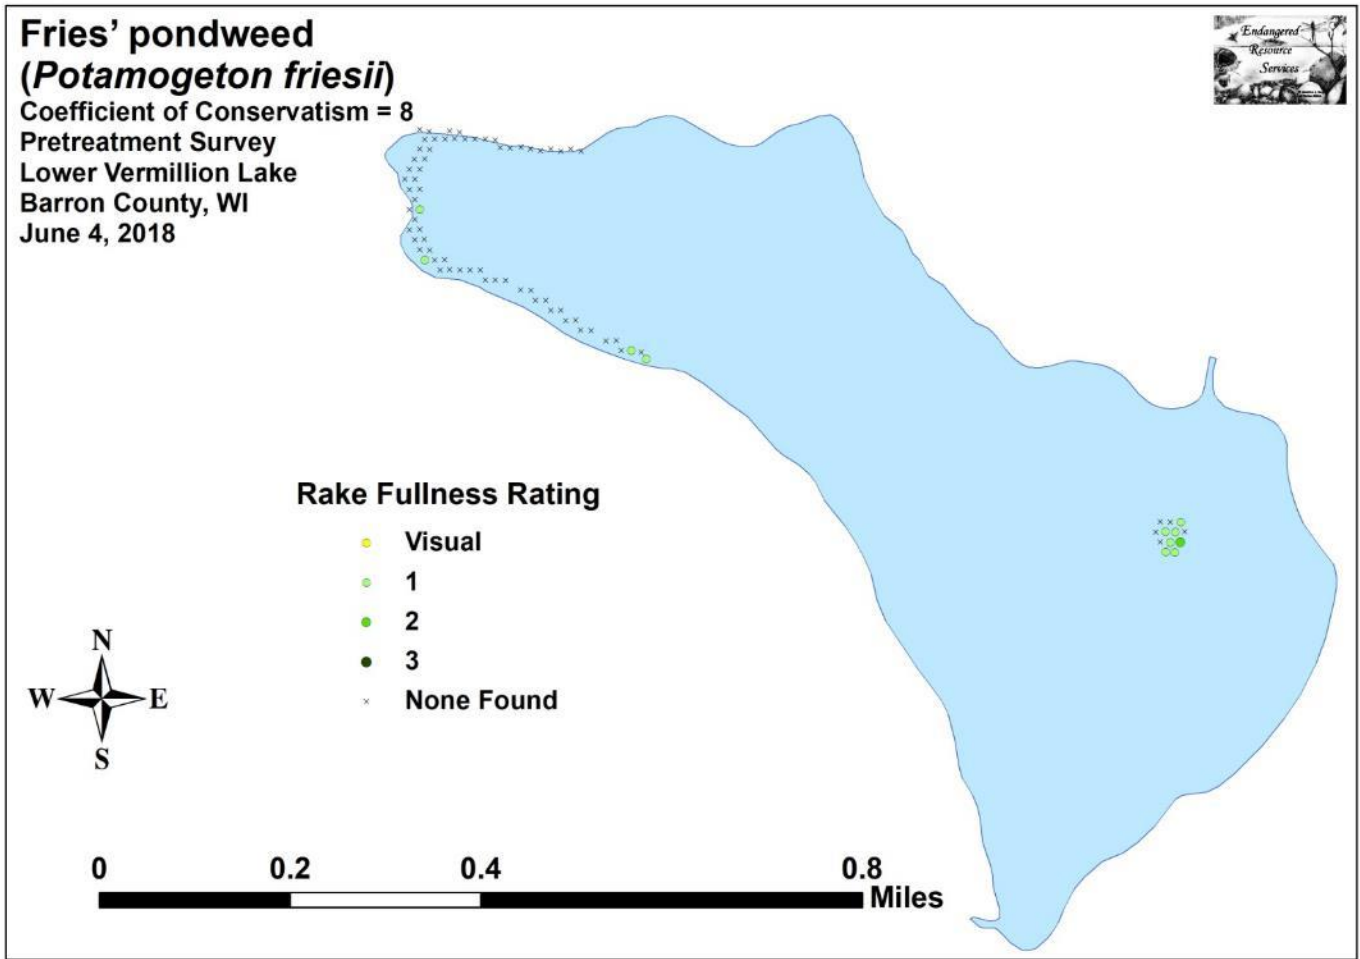 Fries’ pondweed
(Potamogeton friesii)
Coefficient of Conservatism = 8
Pretreatment Survey
Lower Vermillion Lake
Barron County, WI
June 4, 2018
Endangered
Resource
Services
Rake Fullness Rating
Visual
1
2
3
None Found
N
W E
S
0 0.2 0.4 0.8
Miles